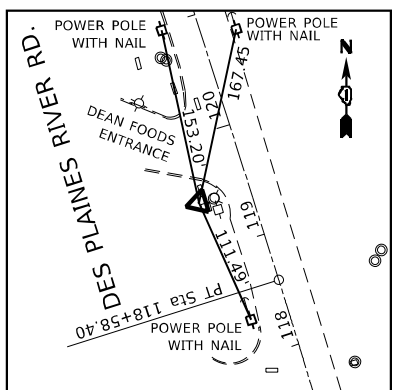 POWER POLE
WITH NAIL
POWER POLE
WITH NAIL
N
DES PLAINES RIVER RD.
DEAN FOODS
ENTRANCE
153.20'
120
167.45
119
111.49'
PT Sta 118+58.40
118
POWER POLE
WITH NAIL